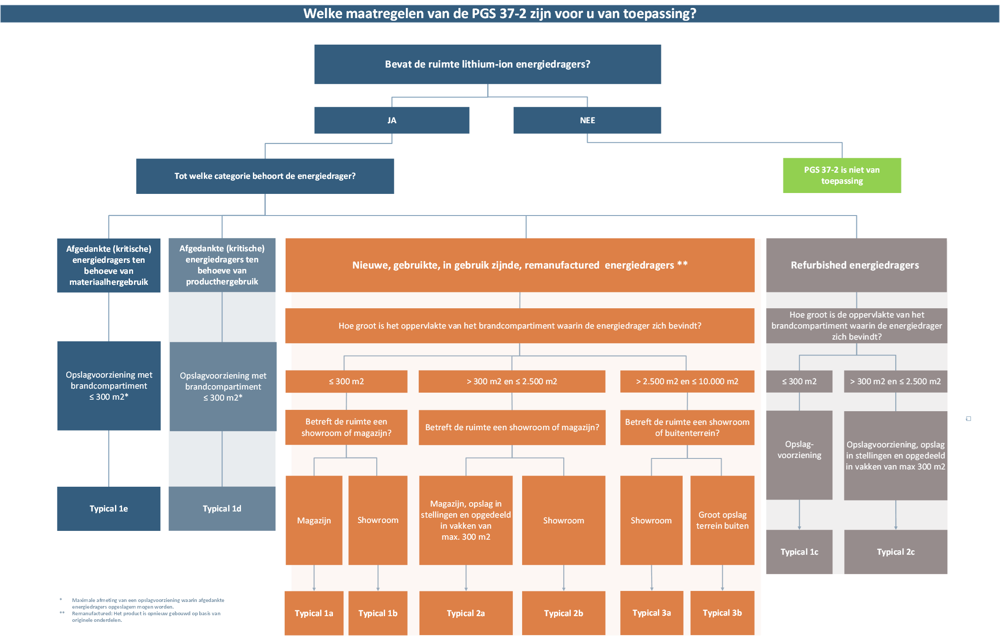 Welke maatregelen van de PGS 37-2 zijn voor u van toepassing?
Bevat de ruimte lithium-ion energiedragers?
JA
NEE
Tot welke categorie behoort de energiedrager?
PGS 37-2 is niet van
toepassing
Afgedankte (kritische)
energiedragers ten
behoeve van
materiaalhergebruik
Afgedankte (kritische)
energiedragers ten
behoeve van
producthergebruik
Nieuwe, gebruikte, in gebruik zijnde, remanufactured energiedragers **
Refurbished energiedragers
Hoe groot is het oppervlakte van het brandcompartiment waarin de energiedrager zich bevindt?
Hoe groot is de oppervlakte van het
brandcompartiment waarin de energiedrager
zich bevindt?
Opslagvoorziening met
brandcompartiment
≤ 300 m2*
Opslagvoorziening met
brandcompartiment
≤ 300 m2*
≤ 300 m2
> 300 m2 en ≤ 2.500 m2
> 2.500 m2 en ≤ 10.000 m2
≤ 300 m2
> 300 m2 en ≤ 2.500 m2
Betreft de ruimte een
showroom of magazijn?
Betreft de ruimte een showroom of magazijn?
Betreft de ruimte een showroom
of buitenterrein?
Opslag-
voorziening
Opslagvoorziening, opslag
in stellingen en opgedeeld
in vakken van max 300 m2
Magazijn
Showroom
Magazijn, opslag in
stellingen en opgedeeld
in vakken van
max. 300 m2
Showroom
Showroom
Groot opslag
terrein buiten
Typical 1e
Typical 1d
Typical 1c
Typical 2c
Typical 1a
Typical 1b
Typical 2a
Typical 2b
Typical 3a
Typical 3b
* Maximale afmeting van een opslagvoorziening waarin afgedankte
energiedragers opgeslagem mogen worden.
** Remanufactured: Het product is opnieuw gebouwd op basis van
originele onderdelen.